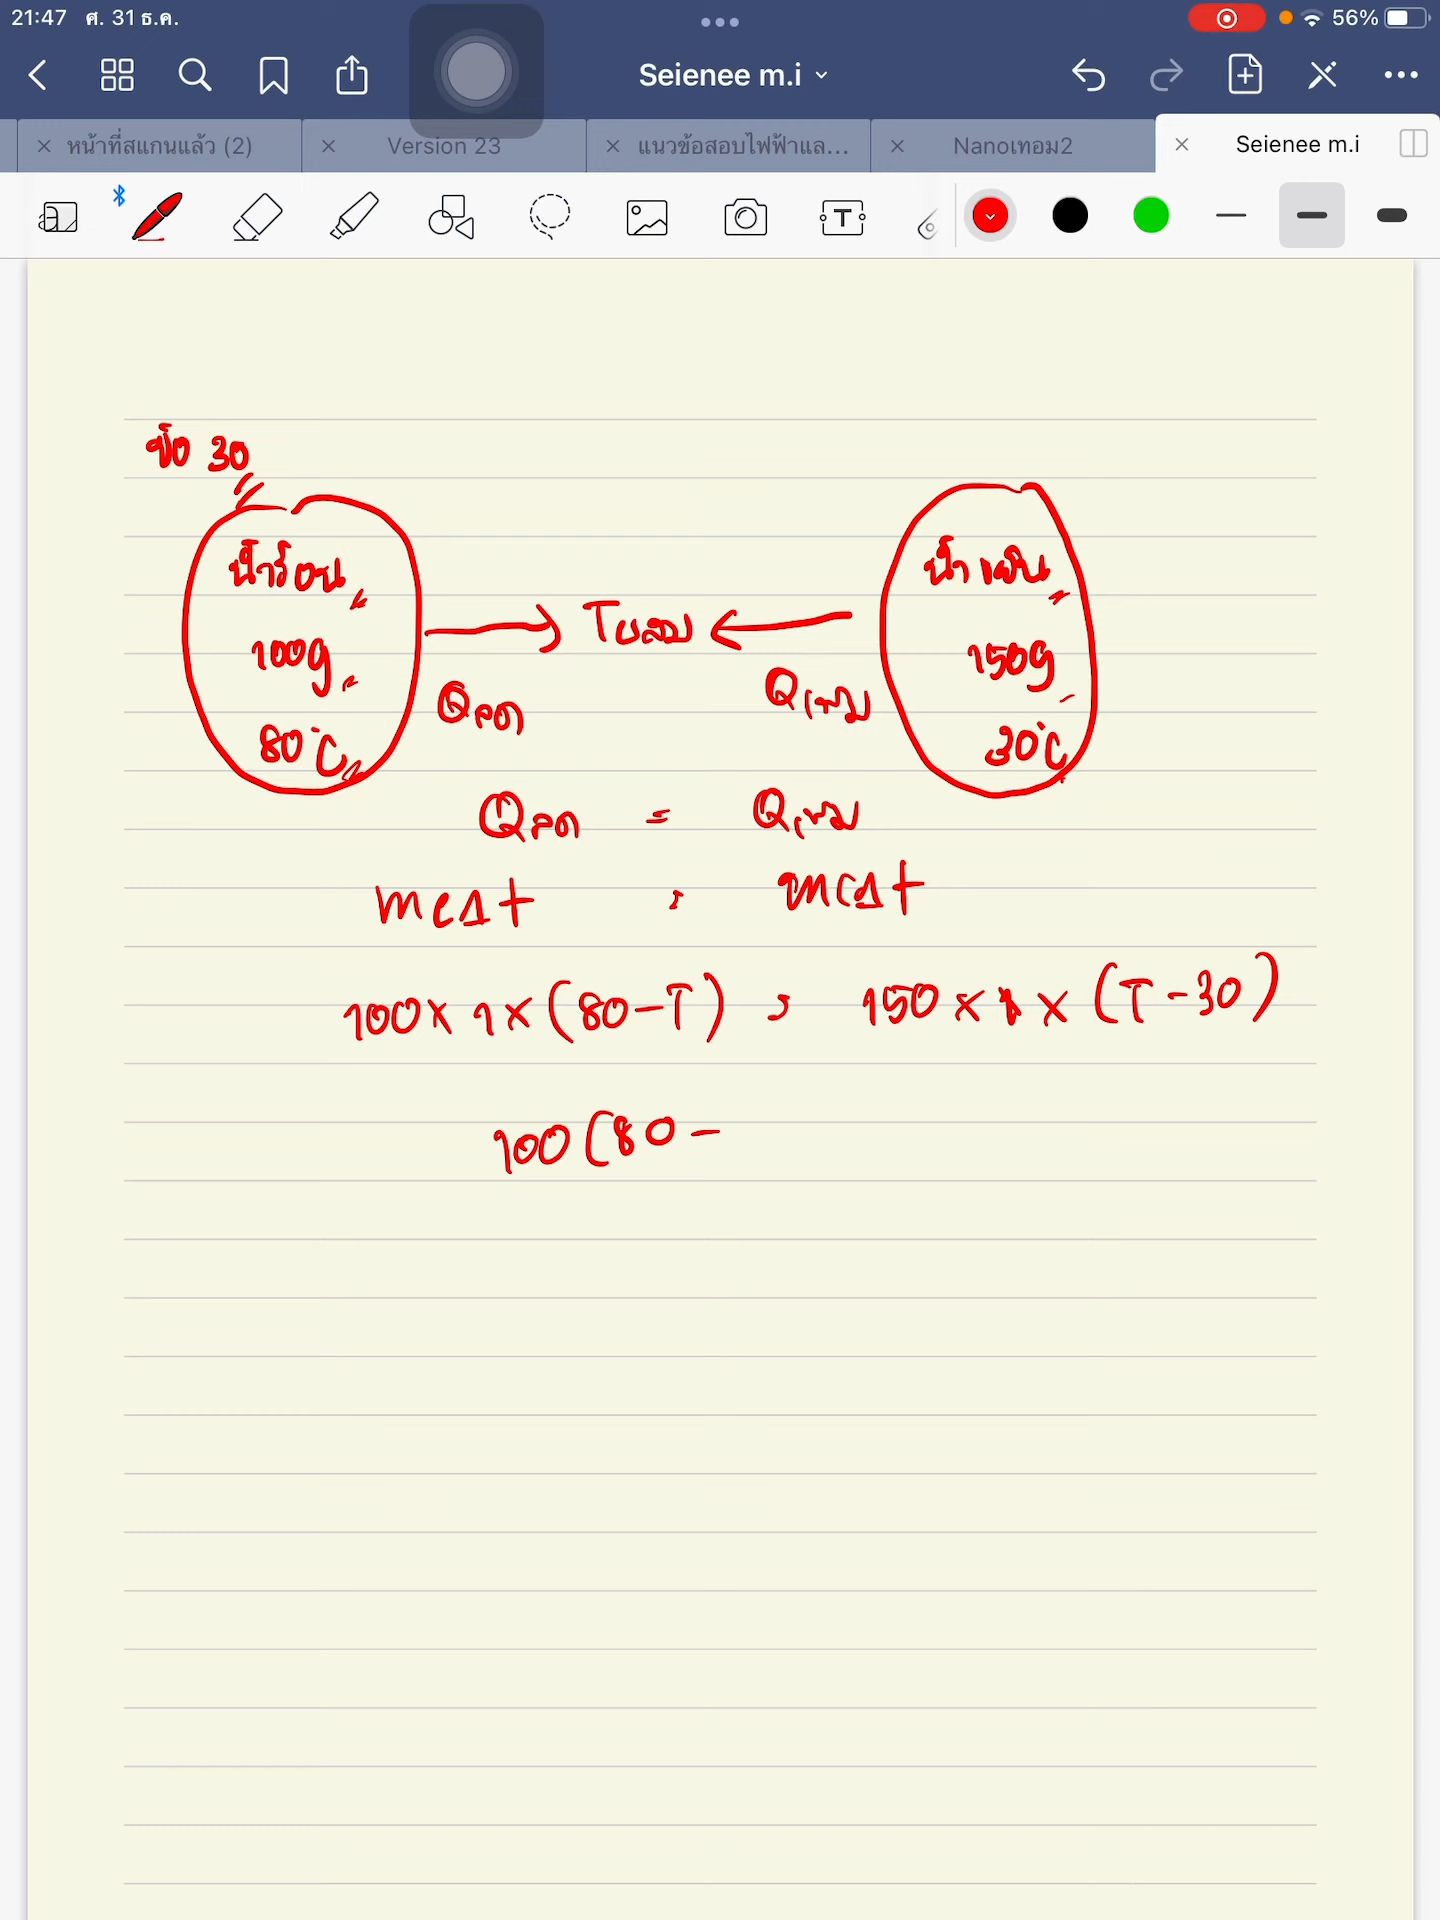 21:47 ศ. 31 ธ.ค. 56%
Seienee m.i
หน้าที่สแกนแล้ว (2) Version 23 แนวข้อสอบไฟฟ้าแล... Nanoเทอม2 Seienee m.i
ข้อ 30
น้ำร้อน น้ำเย็น
100g Tผสม 150g
Qลด Qเพิ่ม
80°C 30°C
Qลด = Qเพิ่ม
mcΔt = mcΔt
100 x 1 x (80-T) = 150 x 1 x (T-30)
100 (80 -